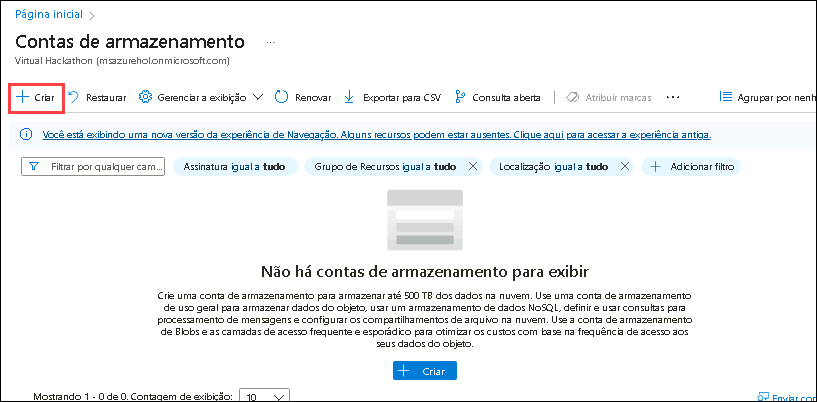 Página inicial
Contas de armazenamento ...
Virtual Hackathon (msazurehol.onmicrosoft.com)
Criar Restaurar Gerenciar a exibição Renovar Exportar para CSV Consulta aberta Atribuir marcas ... Agrupar por nenh
Você está exibindo uma nova versão da experiência de Navegação. Alguns recursos podem estar ausentes. Clique aqui para acessar a experiência antiga.
Filtrar por qualquer cam... Assinatura igual a tudo Grupo de Recursos igual a tudo Localização igual a tudo Adicionar filtro
Não há contas de armazenamento para exibir
Crie uma conta de armazenamento para armazenar até 500 TB dos dados na nuvem. Use uma conta de armazenamento
de uso geral para armazenar dados do objeto, usar um armazenamento de dados NoSQL, definir e usar consultas para
processamento de mensagens e configurar os compartilhamentos de arquivo na nuvem. Use a conta de armazenamento
de Blobs e as camadas de acesso frequente e esporádico para otimizar os custos com base na frequência de acesso aos
seus dados do objeto.
Criar
Mostrando 1 - 0 de 0. Contagem de exibição: 10 Enviar con